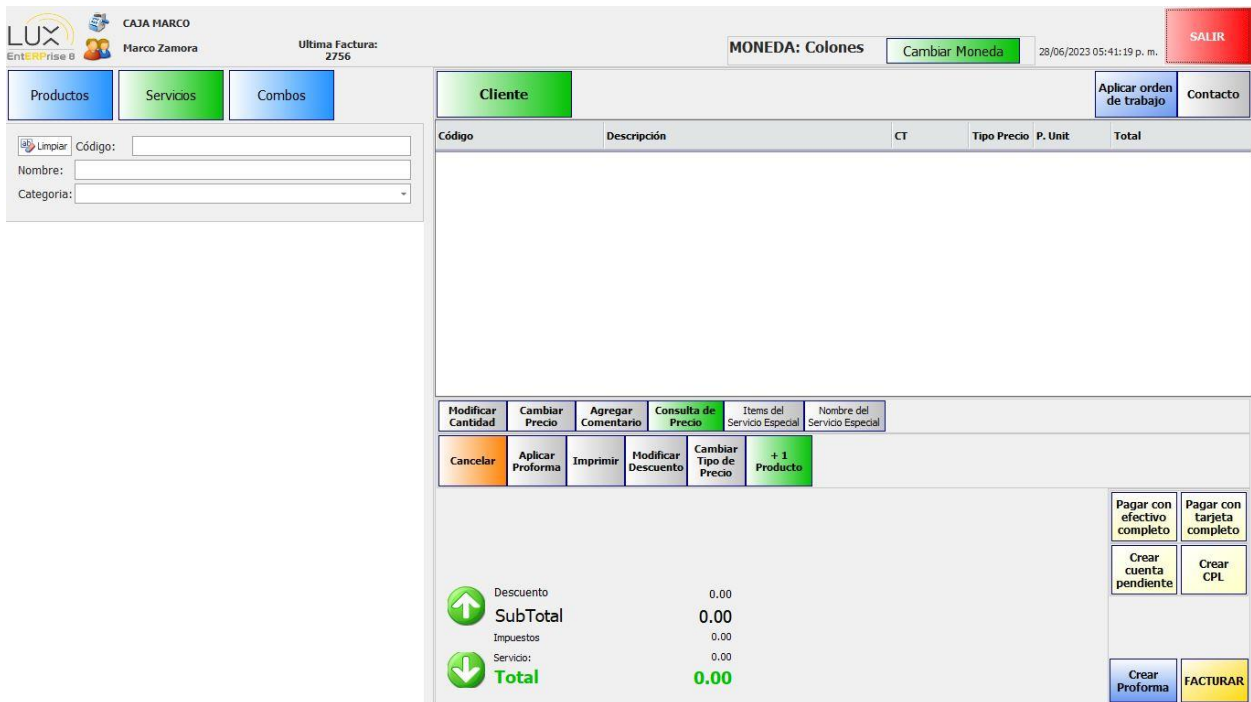 LUX
EntERPrise 6
CAJA MARCO
Marco Zamora
Ultima Factura:
2756
MONEDA: Colones
Cambiar Moneda
28/06/2023 05:41:19 p. m.
SALIR
Productos
Servicios
Combos
Cliente
Aplicar orden
de trabajo
Contacto
Limpiar
Código:
Nombre:
Categoria:
Código
Descripción
CT
Tipo Precio
P. Unit
Total
Modificar
Cantidad
Cambiar
Precio
Agregar
Comentario
Consulta de
Precio
Items del
Servicio Especial
Nombre del
Servicio Especial
Cancelar
Aplicar
Proforma
Imprimir
Modificar
Descuento
Cambiar
Tipo de
Precio
+ 1
Producto
Pagar con
efectivo
completo
Pagar con
tarjeta
completo
Crear
cuenta
pendiente
Crear
CPL
Descuento 0.00
SubTotal 0.00
Impuestos 0.00
Servicio: 0.00
Total 0.00
Crear
Proforma
FACTURAR